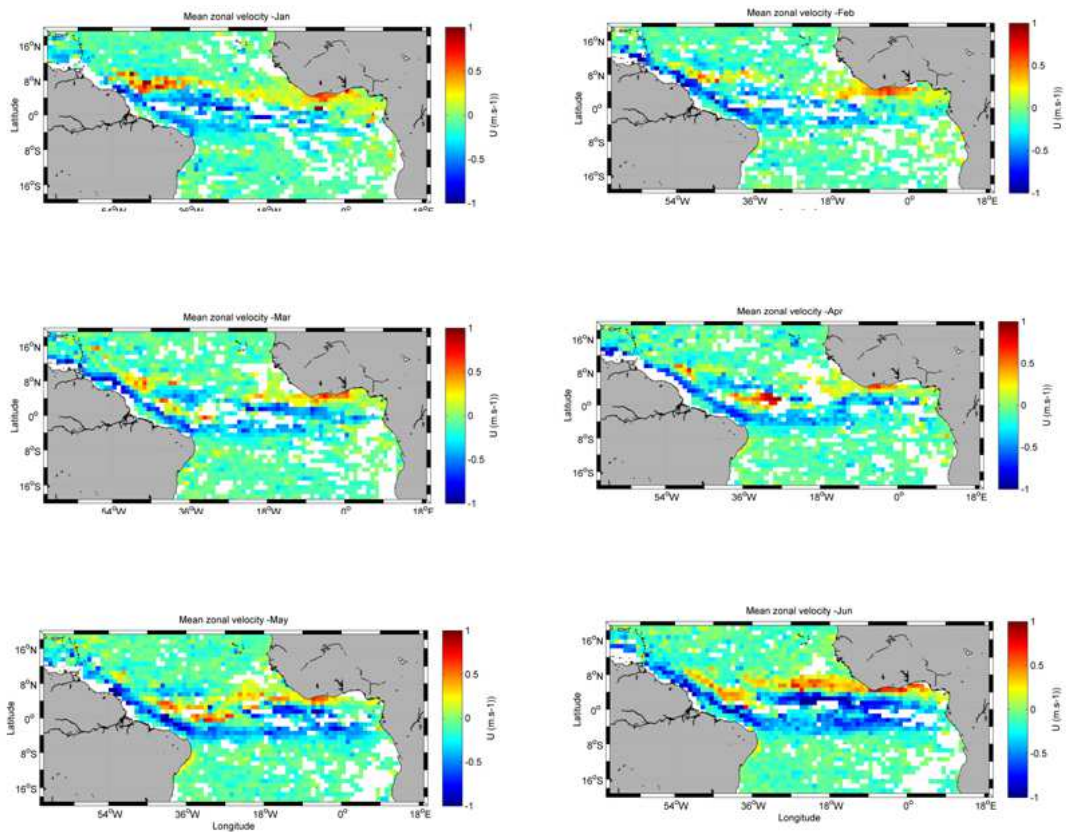 Mean zonal velocity -Jan
16°N
8°N
0°
8°S
16°S
Latitude
36°W
18°W
0°
18°E
1
0.5
0
-0.5
-1
U (m.s-1))
Mean zonal velocity -Feb
16°N
8°N
0°
8°S
16°S
Latitude
54°W
36°W
18°W
0°
18°E
1
0.5
0
-0.5
-1
U (m.s-1))
Mean zonal velocity -Mar
16°N
8°N
0°
8°S
16°S
Latitude
54°W
36°W
18°W
0°
18°E
1
0.5
0
-0.5
-1
U (m.s-1))
Mean zonal velocity -Apr
16°N
8°N
0°
8°S
16°S
Latitude
54°W
36°W
18°W
0°
18°E
1
0.5
0
-0.5
-1
U (m.s-1))
Mean zonal velocity -May
16°N
8°N
0°
8°S
16°S
Latitude
54°W
36°W
18°W
0°
18°E
Longitude
1
0.5
0
-0.5
-1
U (m.s-1))
Mean zonal velocity -Jun
16°N
8°N
0°
8°S
16°S
Latitude
54°W
36°W
18°W
0°
18°E
Longitude
1
0.5
0
-0.5
-1
U (m.s-1))